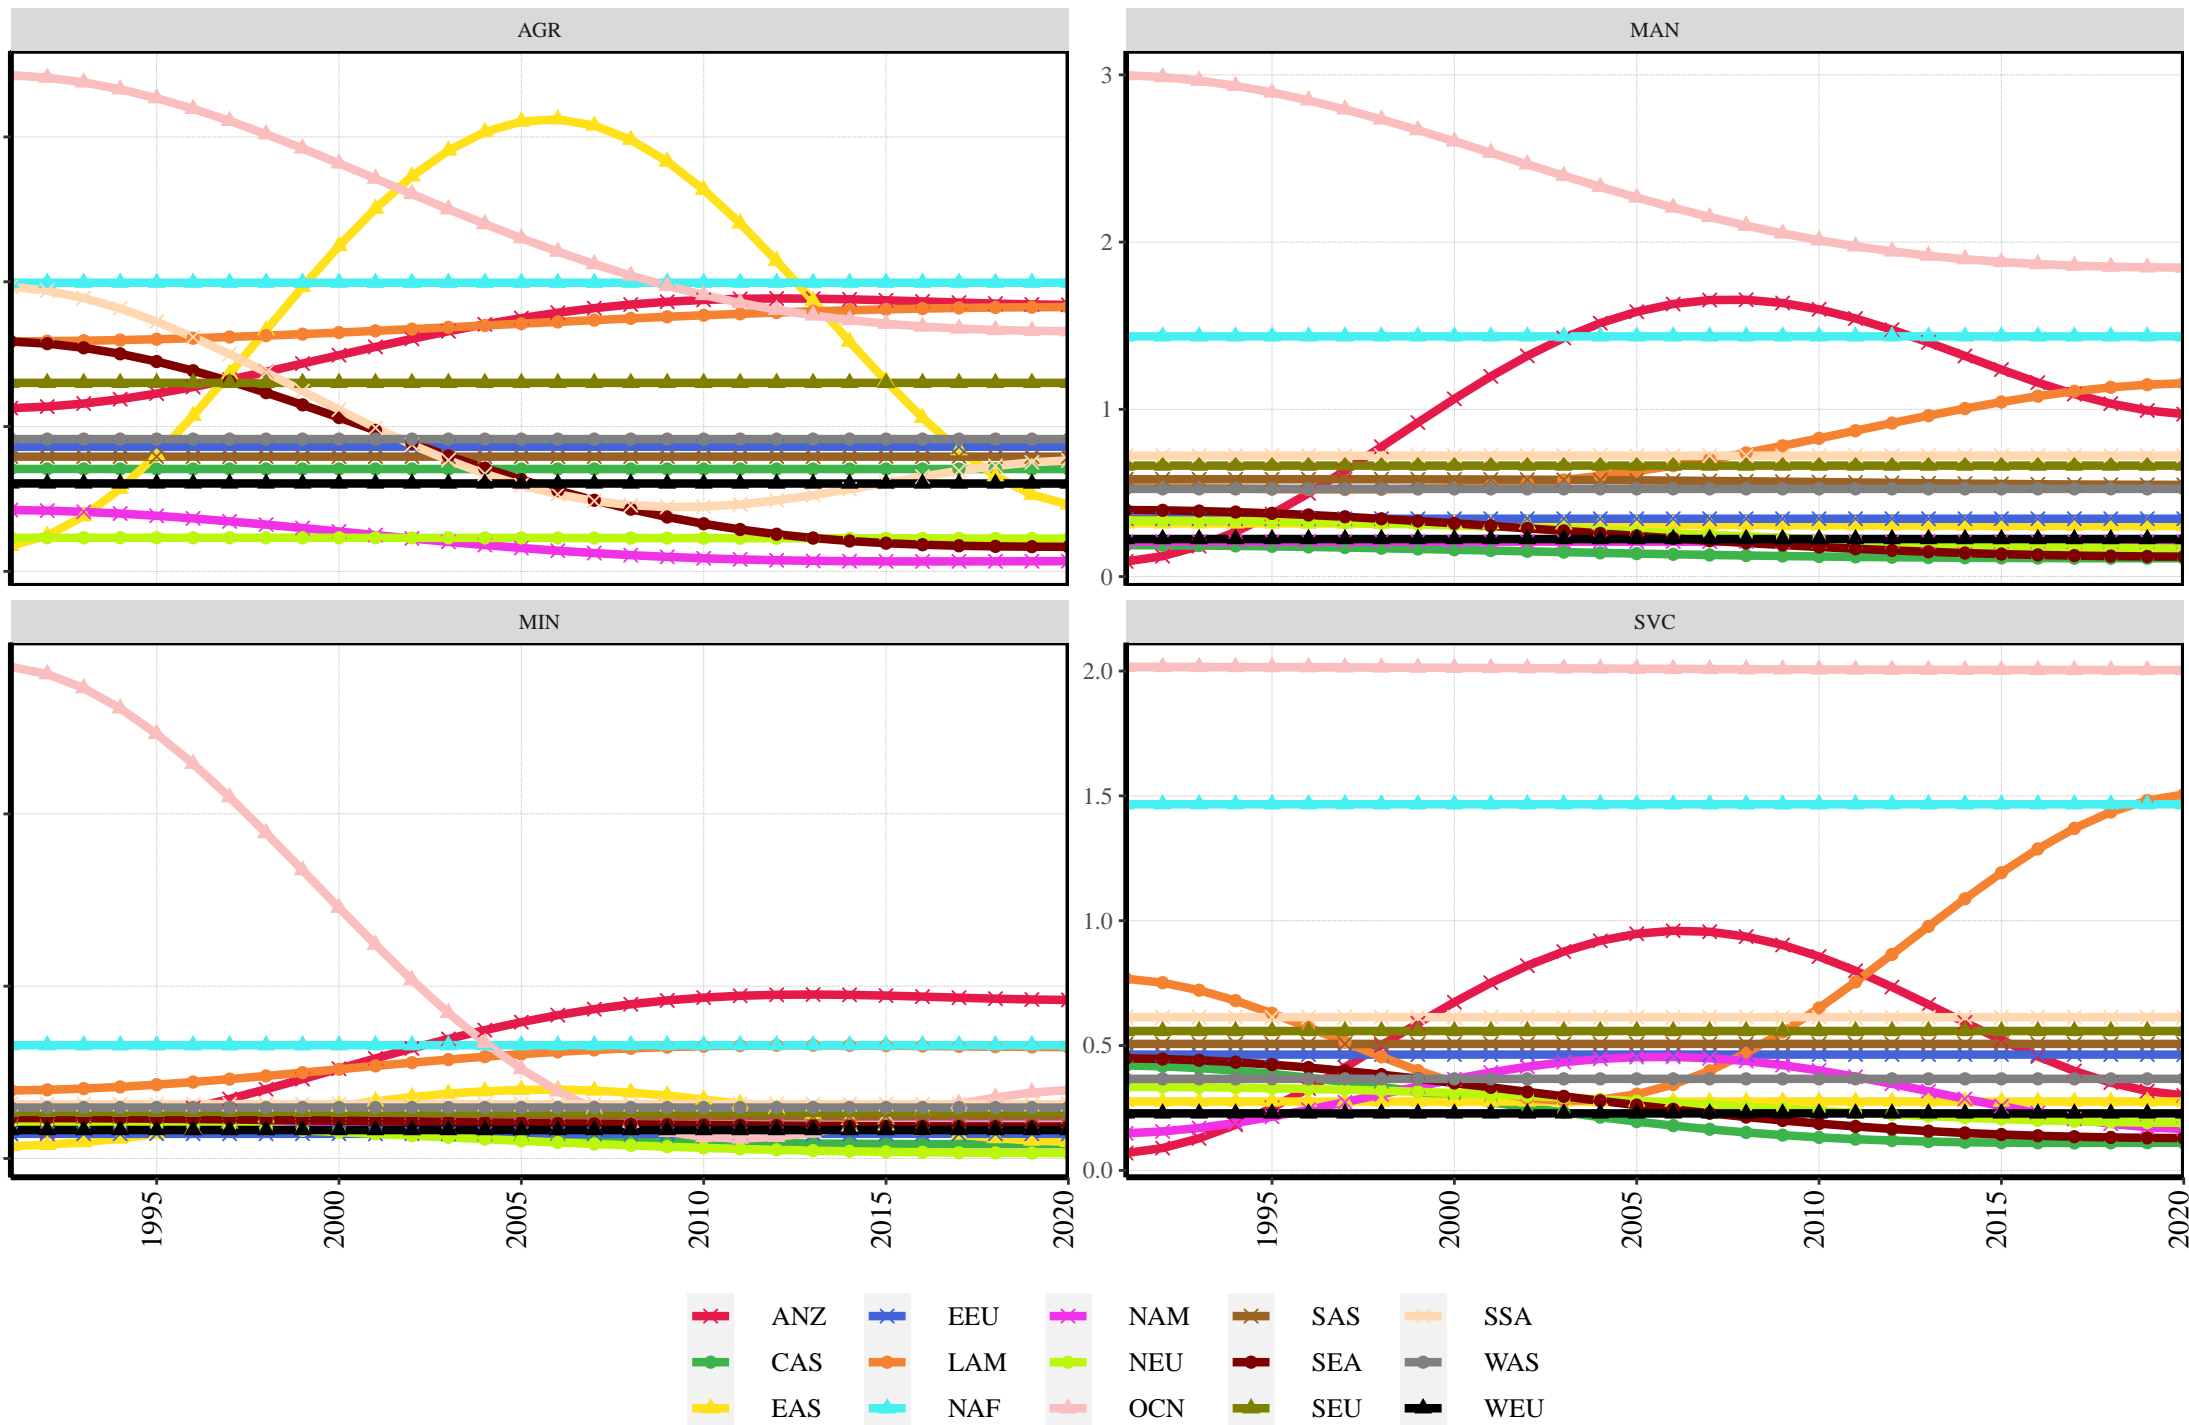 AGR
MAN
3
2
1
0
MIN
SVC
2.0
1.5
1.0
0.5
0.0
1995 2000 2005 2010 2015 2020
1995 2000 2005 2010 2015 2020
ANZ EEU NAM SAS SSA
CAS LAM NEU SEA WAS
EAS NAF OCN SEU WEU